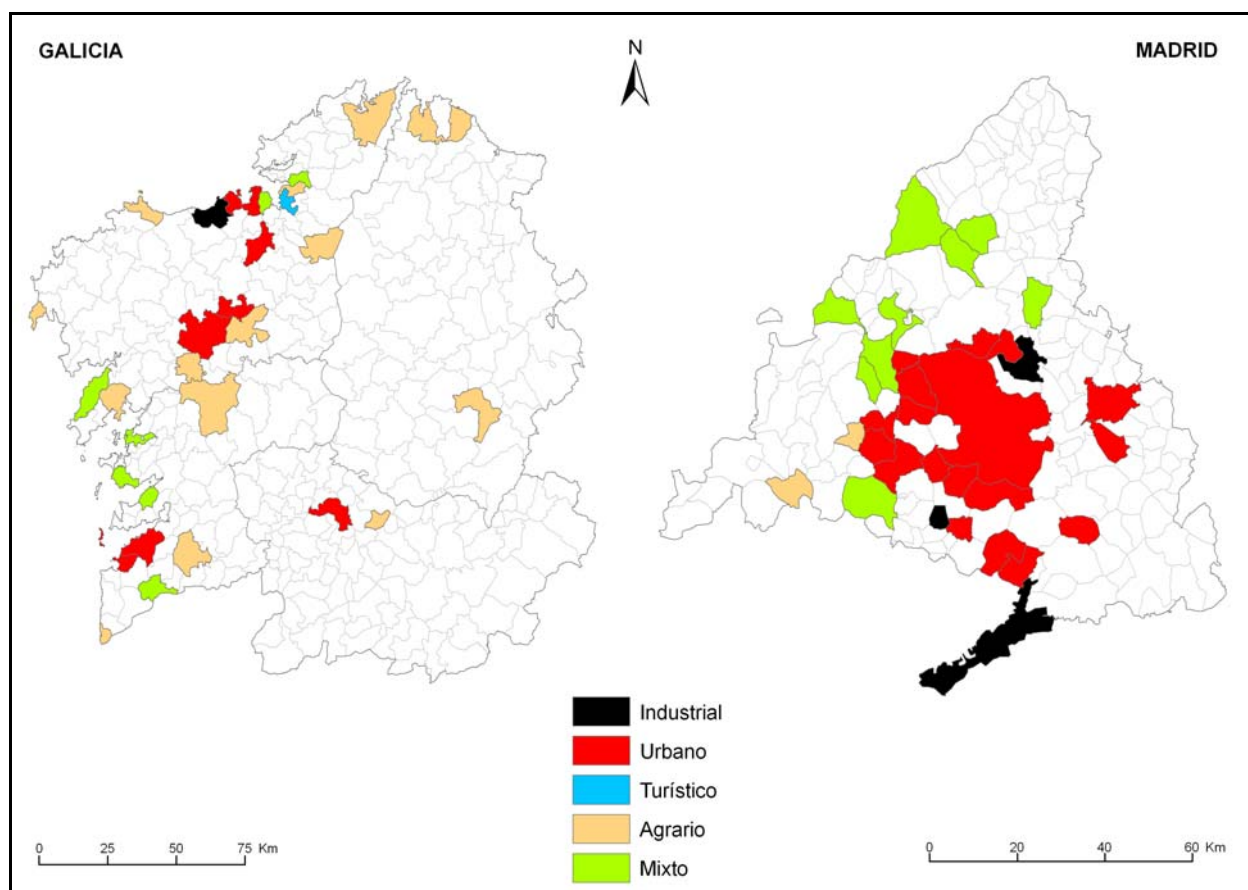 GALICIA
N
MADRID
Industrial
Urbano
Turístico
Agrario
Mixto
0 25 50 75 Km
0 20 40 60 Km